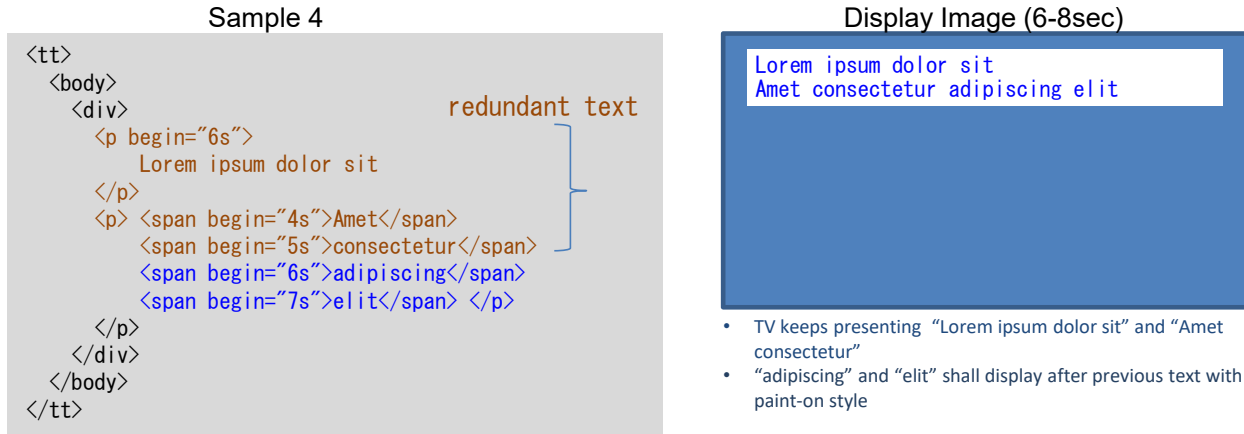 Sample 4
<tt>
<body>
<div>
redundant text
<p begin="6s">
Lorem ipsum dolor sit
</p>
<p> <span begin="4s">Amet</span>
<span begin="5s">consectetur</span>
<span begin="6s">adipiscing</span>
<span begin="7s">elit</span> </p>
</p>
</div>
</body>
</tt>
Display Image (6-8sec)
Lorem ipsum dolor sit
Amet consectetur adipiscing elit
• TV keeps presenting “Lorem ipsum dolor sit” and “Amet
consectetur”
• “adipiscing” and “elit” shall display after previous text with
paint-on style